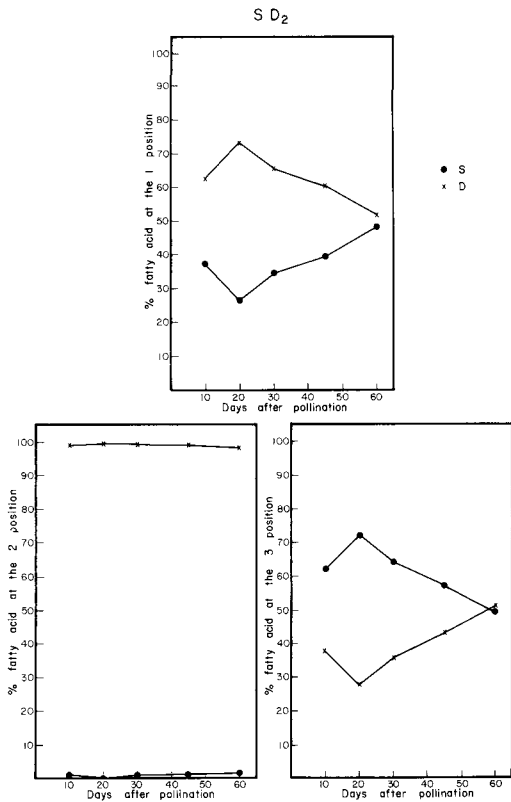 S D₂
% fatty acid at the 1 position
100
90
80
70
60
50
40
30
20
10
10 20 30 40 50 60
Days after pollination
S
D
% fatty acid at the 2 position
100
90
80
70
60
50
40
30
20
10
10 20 30 40 50 60
Days after pollination
% fatty acid at the 3 position
100
90
80
70
60
50
40
30
20
10
10 20 30 40 50 60
Days after pollination